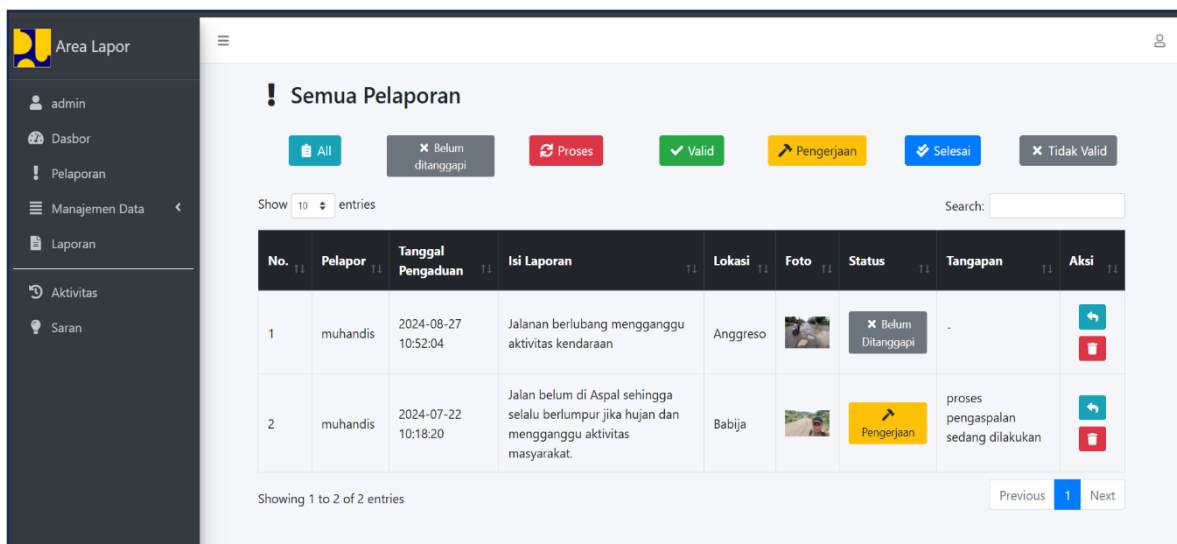 Area Lapor
admin
Dasbor
Pelaporan
Manajemen Data
Laporan
Aktivitas
Saran
Semua Pelaporan
All
Belum
ditanggapi
Proses
Valid
Pengerjaan
Selesai
Tidak Valid
Show 10 entries
Search:
No. Pelapor Tanggal Pengaduan Isi Laporan Lokasi Foto Status Tangapan Aksi
1 muhandis 2024-08-27
10:52:04
Jalanan berlubang mengganggu
aktivitas kendaraan
Anggreso
Belum
Ditanggapi
-
2 muhandis 2024-07-22
10:18:20
Jalan belum di Aspal sehingga
selalu berlumpur jika hujan dan
mengganggu aktivitas
masyarakat.
Babija
Pengerjaan
proses
pengaspalan
sedang dilakukan
Showing 1 to 2 of 2 entries
Previous 1 Next